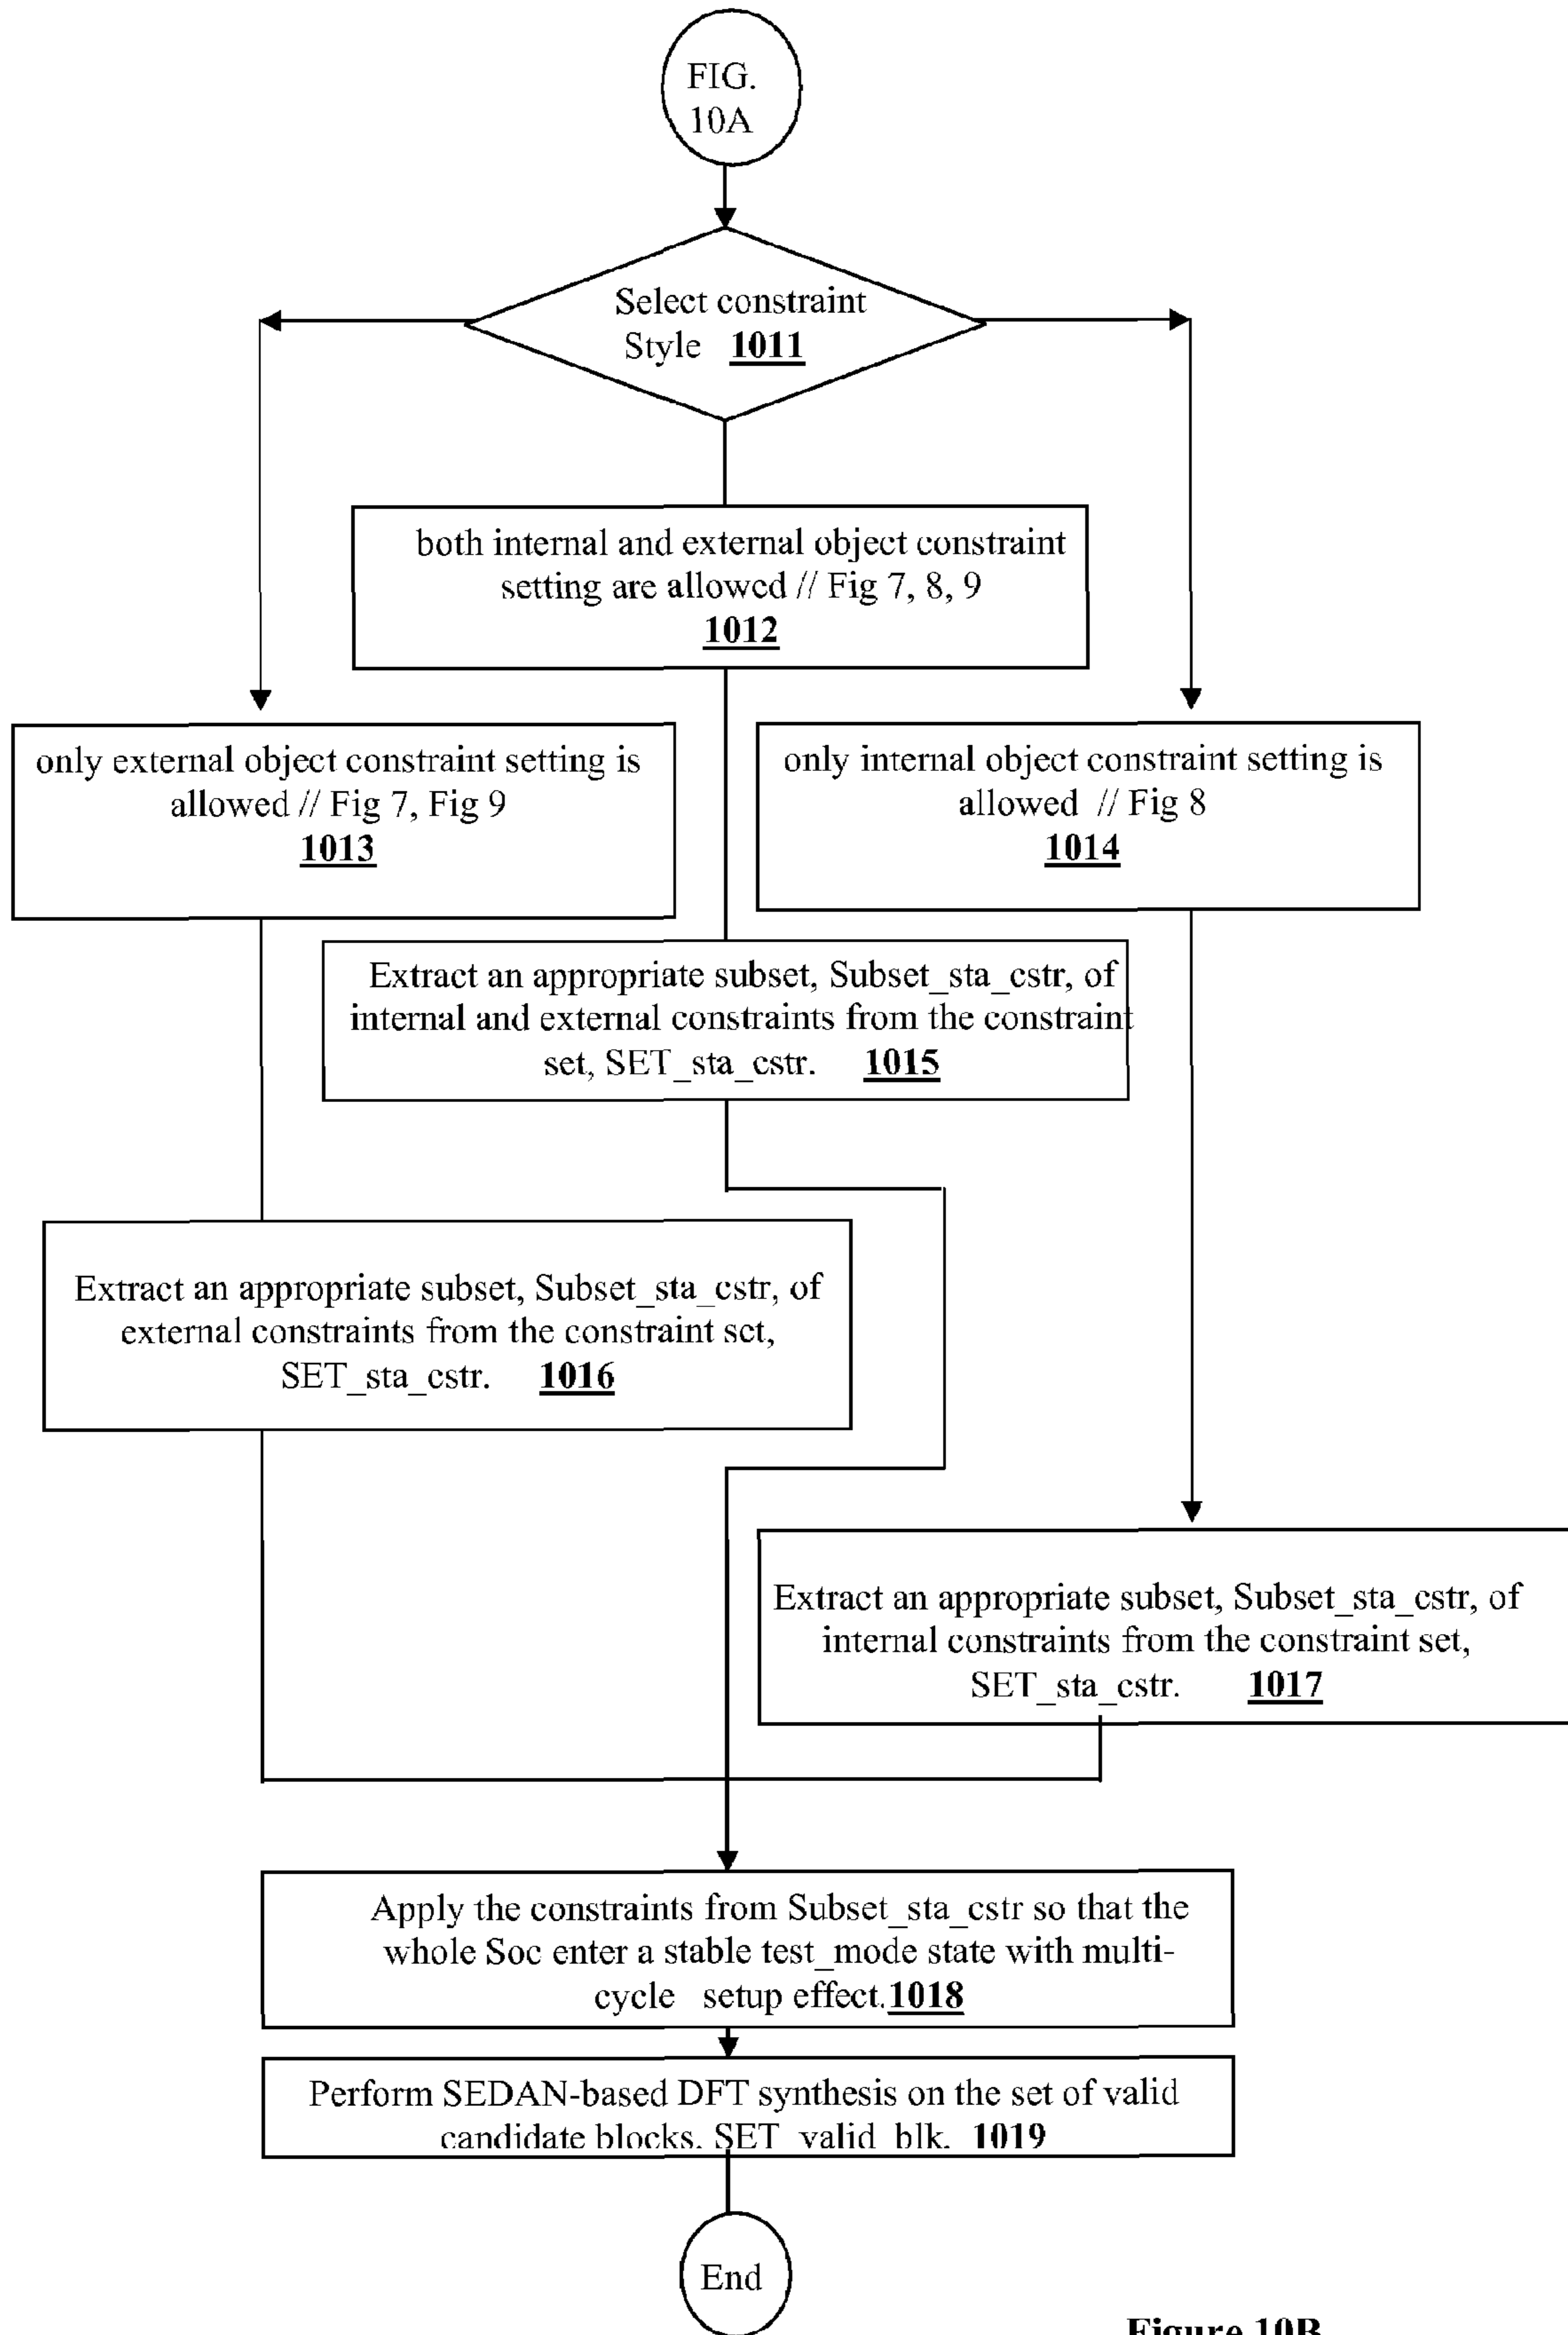 FIG.
10A
Select constraint
Style 1011
both internal and external object constraint
setting are allowed // Fig 7, 8, 9
1012
only external object constraint setting is
allowed // Fig 7, Fig 9
1013
only internal object constraint setting is
allowed // Fig 8
1014
Extract an appropriate subset, Subset_sta_cstr, of
internal and external constraints from the constraint
set, SET_sta_cstr. 1015
Extract an appropriate subset, Subset_sta_cstr, of
external constraints from the constraint set,
SET_sta_cstr. 1016
Extract an appropriate subset, Subset_sta_cstr, of
internal constraints from the constraint set,
SET_sta_cstr. 1017
Apply the constraints from Subset_sta_cstr so that the
whole Soc enter a stable test_mode state with multi-
cycle setup effect.1018
Perform SEDAN-based DFT synthesis on the set of valid
candidate blocks, SET_valid_blk. 1019
End
Figure 10B